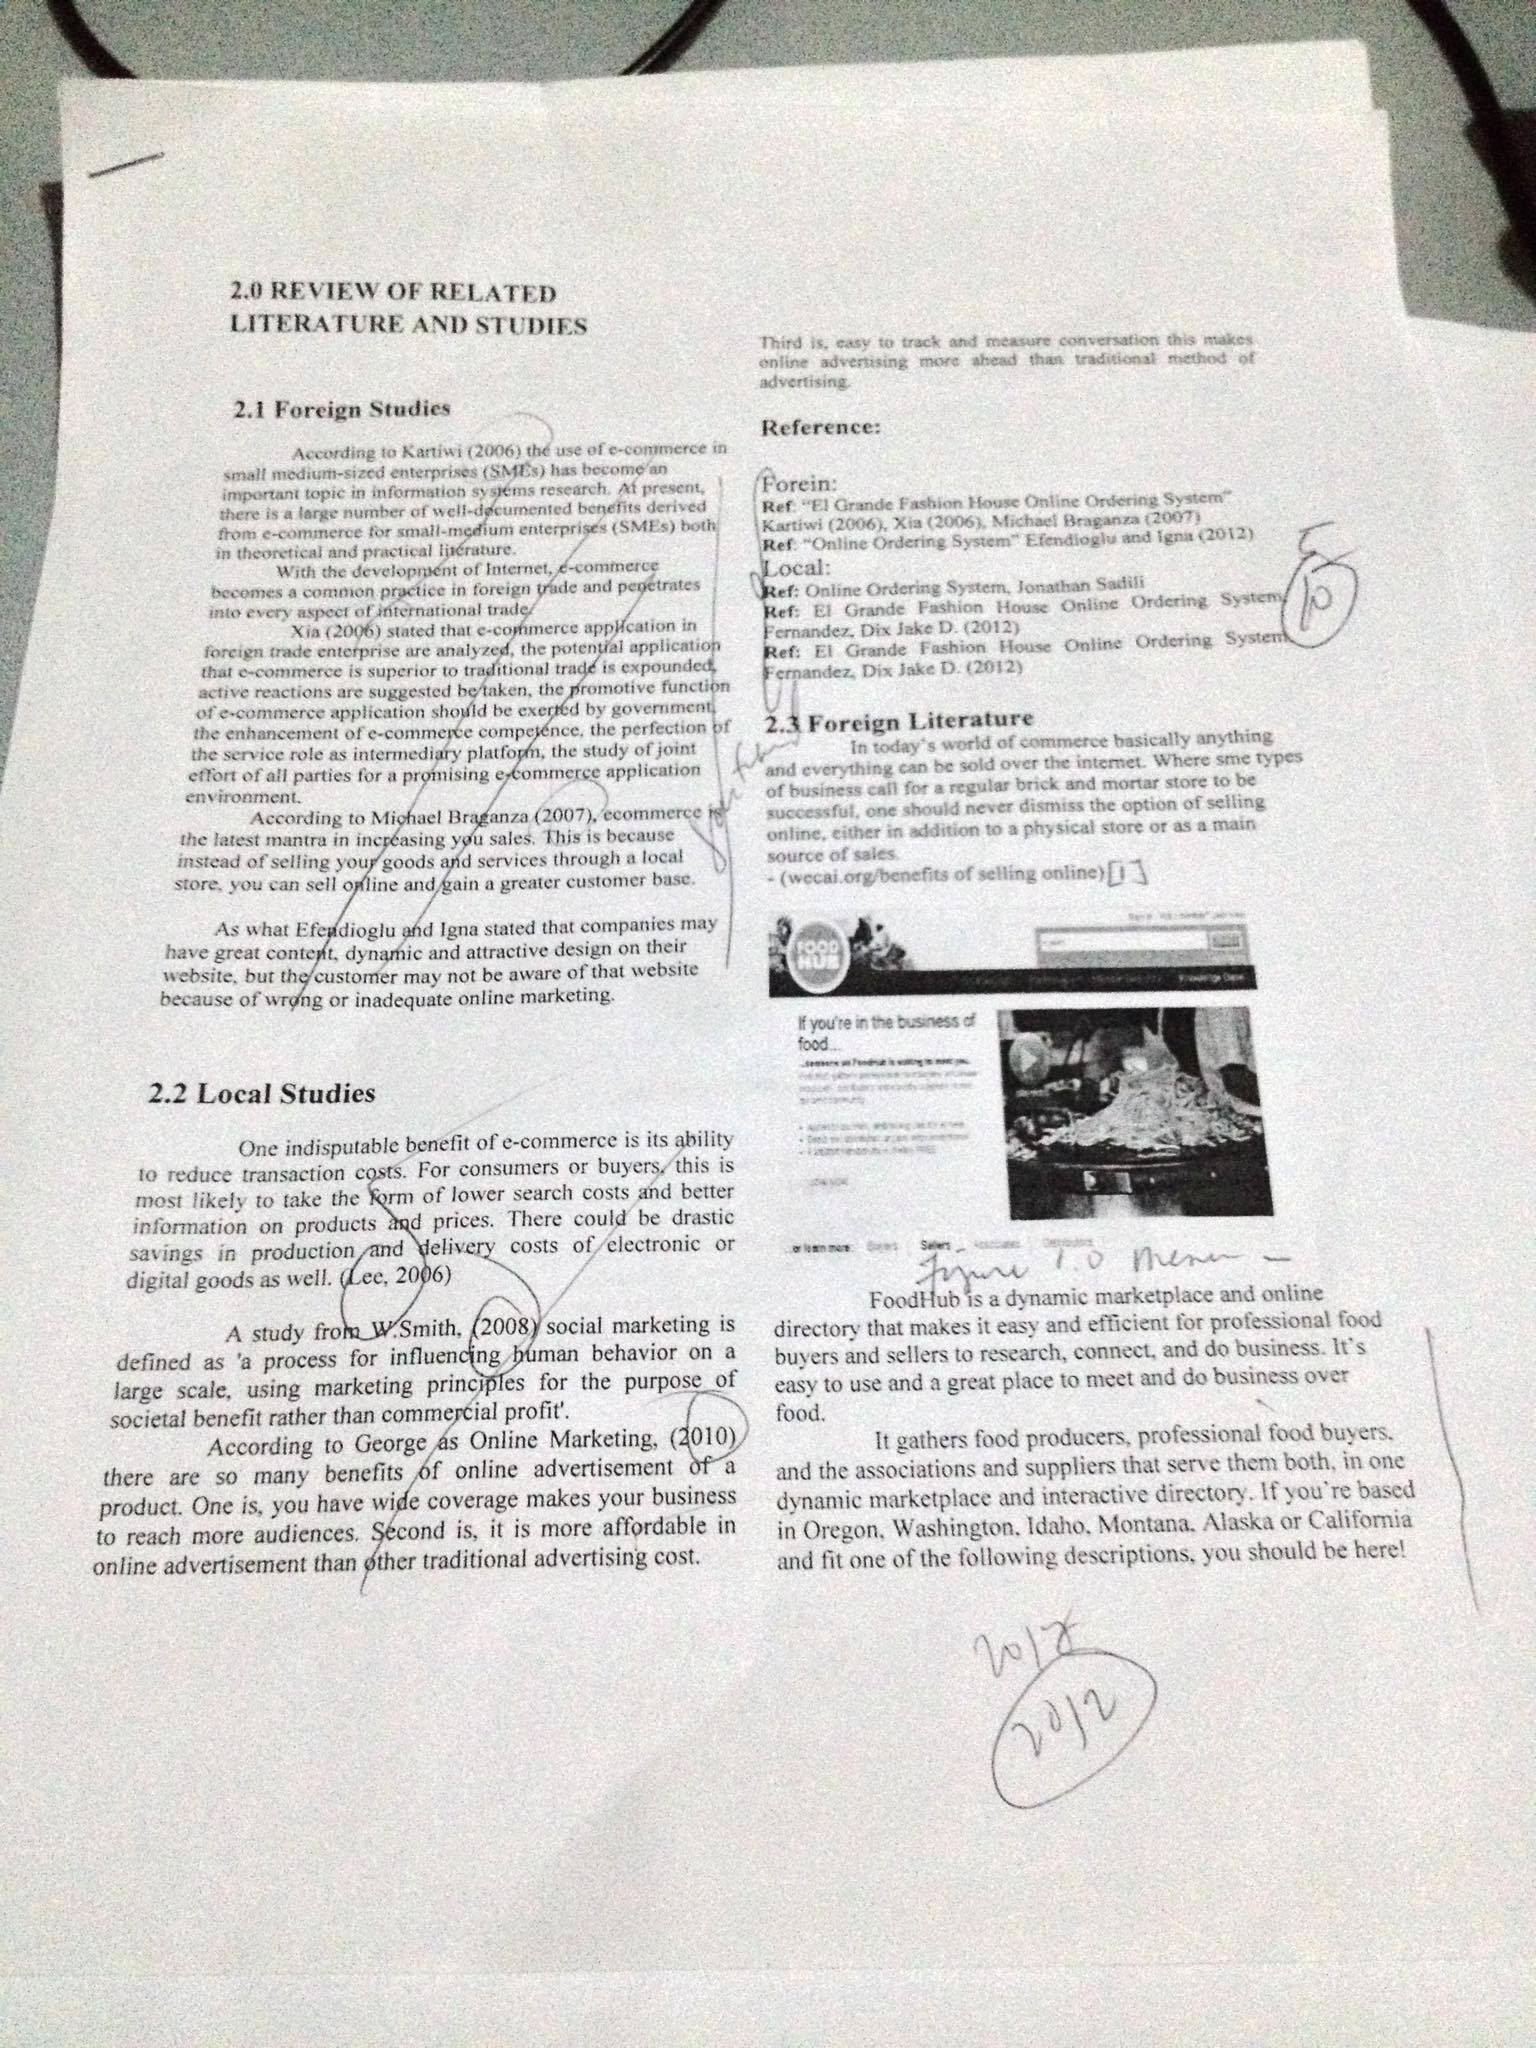 2.0 REVIEW OF RELATED
LITERATURE AND STUDIES
2.1 Foreign Studies
According to Kartiwi (2006) the use of e-commerce in
small medium-sized enterprises (SMEs) has become an
important topic in information systems research. At present,
there is a large number of well-documented benefits derived
from e-commerce for small-medium enterprises (SMEs) both
in theoretical and practical literature.
With the development of Internet, e-commerce
becomes a common practice in foreign trade and penetrates
into every aspect of international trade.
Xia (2006) stated that e-commerce application in
foreign trade enterprise are analyzed, the potential application
that e-commerce is superior to traditional trade is expounded,
active reactions are suggested be taken, the promotive function
of e-commerce application should be exerted by government,
the enhancement of e-commerce competence, the perfection of
the service role as intermediary platform, the study of joint
effort of all parties for a promising e-commerce application
environment.
According to Michael Braganza (2007), ecommerce is
the latest mantra in increasing you sales. This is because
instead of selling your goods and services through a local
store, you can sell online and gain a greater customer base.
As what Efendioglu and Igna stated that companies may
have great content, dynamic and attractive design on their
website, but the customer may not be aware of that website
because of wrong or inadequate online marketing.
2.2 Local Studies
One indisputable benefit of e-commerce is its ability
to reduce transaction costs. For consumers or buyers, this is
most likely to take the form of lower search costs and better
information on products and prices. There could be drastic
savings in production and delivery costs of electronic or
digital goods as well. (Lee, 2006)
A study from W.Smith, (2008) social marketing is
defined as 'a process for influencing human behavior on a
large scale, using marketing principles for the purpose of
societal benefit rather than commercial profit'.
According to George as Online Marketing, (2010)
there are so many benefits of online advertisement of a
product. One is, you have wide coverage makes your business
to reach more audiences. Second is, it is more affordable in
online advertisement than other traditional advertising cost.
Third is, easy to track and measure conversation this makes
online advertising more ahead than traditional method of
advertising.
Reference:
Forein:
Ref: "El Grande Fashion House Online Ordering System"
Kartiwi (2006), Xia (2006), Michael Braganza (2007)
Ref: "Online Ordering System" Efendioglu and Igna (2012)
Local:
Ref: Online Ordering System, Jonathan Sadili
Ref: El Grande Fashion House Online Ordering System,
Fernandez, Dix Jake D. (2012)
Ref: El Grande Fashion House Online Ordering System,
Fernandez, Dix Jake D. (2012)
10
2.3 Foreign Literature
In today's world of commerce basically anything
and everything can be sold over the internet. Where sme types
of business call for a regular brick and mortar store to be
successful, one should never dismiss the option of selling
online, either in addition to a physical store or as a main
source of sales.
- (wecai.org/benefits of selling online) [1]
FOOD
HUB
If you're in the business of
food...
...someone on FoodHub is waiting to meet you.
...or learn more: Buyers Sellers Associates Distributors
Figure 1.0
FoodHub is a dynamic marketplace and online
directory that makes it easy and efficient for professional food
buyers and sellers to research, connect, and do business. It's
easy to use and a great place to meet and do business over
food.
It gathers food producers, professional food buyers,
and the associations and suppliers that serve them both, in one
dynamic marketplace and interactive directory. If you're based
in Oregon, Washington, Idaho, Montana, Alaska or California
and fit one of the following descriptions, you should be here!
2012